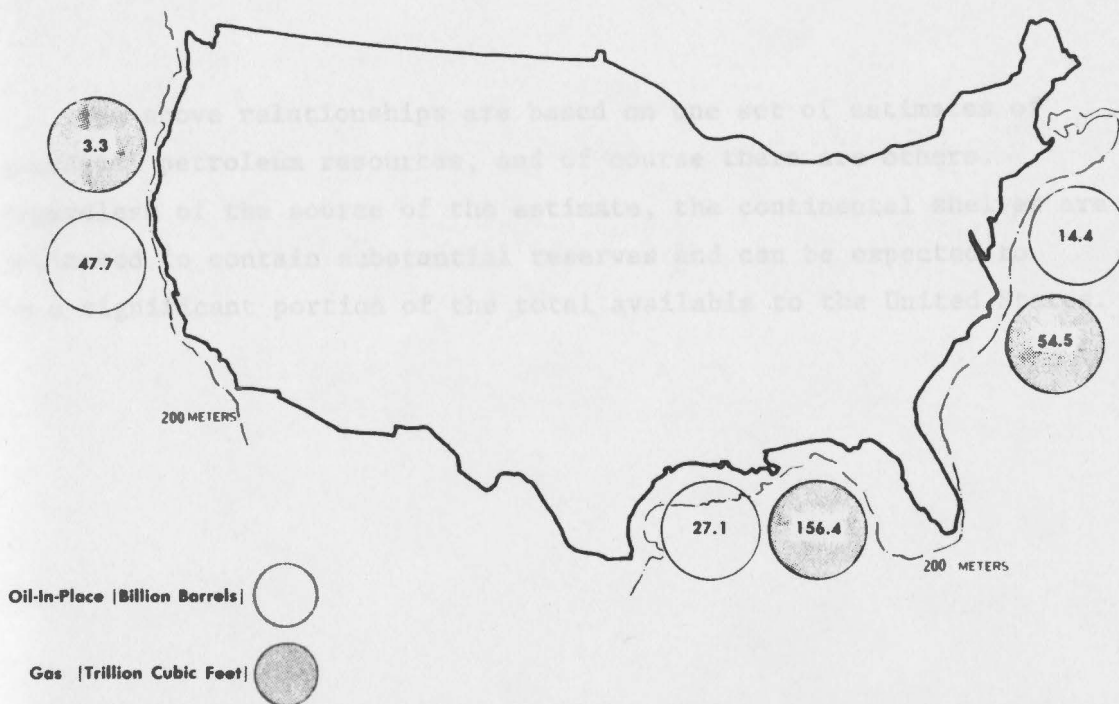 above relationships are based on one set of estimates of
petroleum resources, and of course there are others.
of the source of the estimate, the continental shelves are
to contain substantial reserves and can be expected to
a significant portion of the total available to the United States.
3.3
47.7
14.4
54.5
200 METERS
27.1
156.4
200 METERS
Oil-In-Place |Billion Barrels|
Gas |Trillion Cubic Feet|